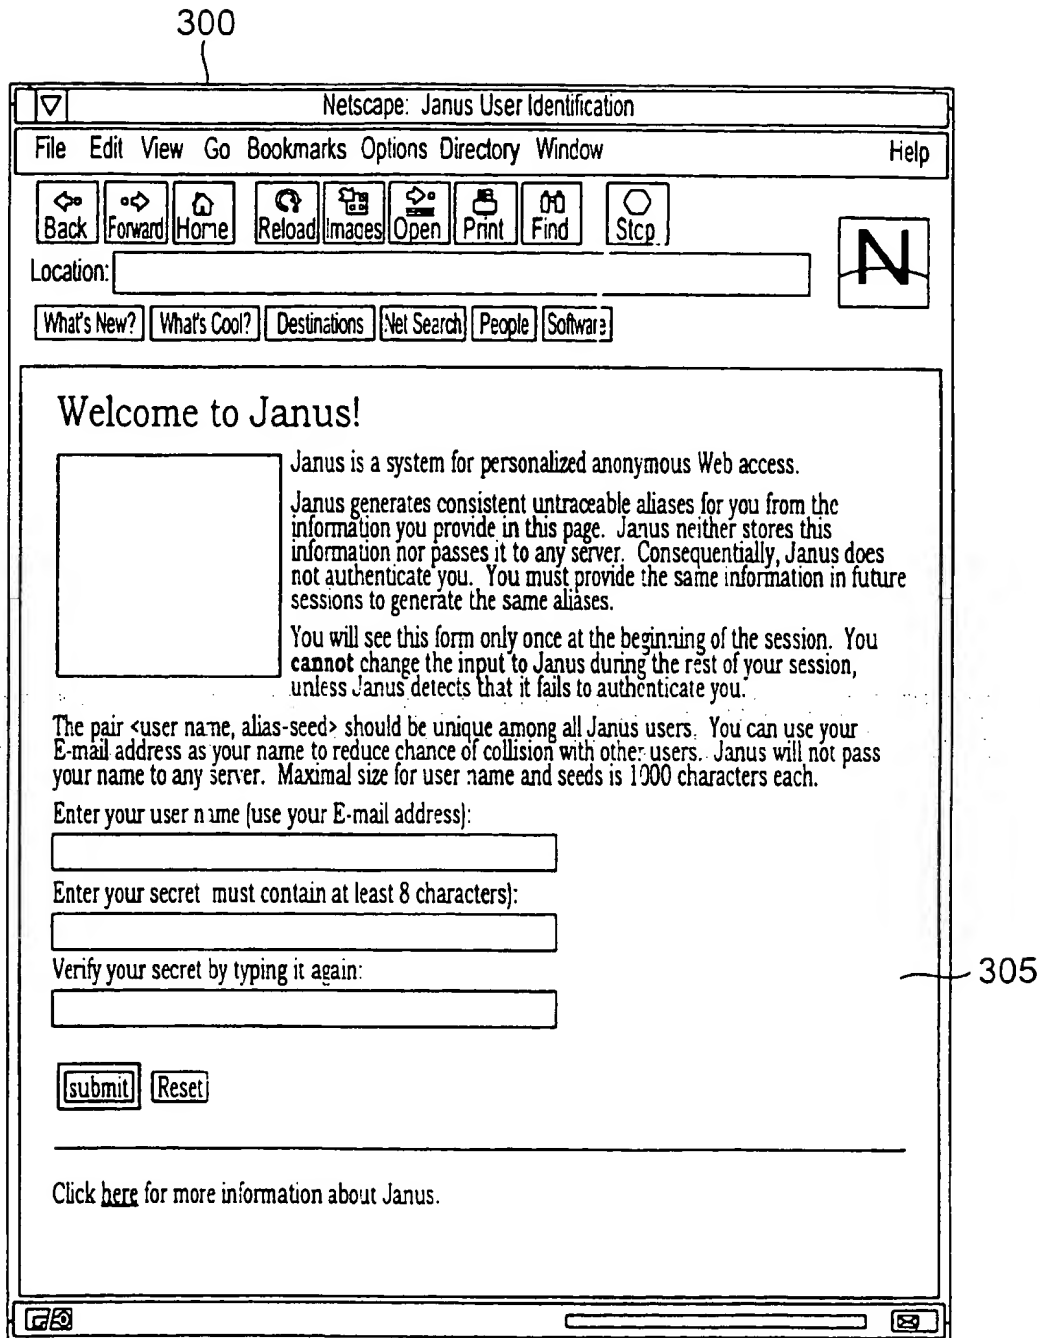 300
Netscape: Janus User Identification
File Edit View Go Bookmarks Options Directory Window Help
Back Forward Home Reload Images Open Print Find Stop
N
Location:
What's New? What's Cool? Destinations Net Search People Software
Welcome to Janus!
Janus is a system for personalized anonymous Web access.
Janus generates consistent untraceable aliases for you from the
information you provide in this page. Janus neither stores this
information nor passes it to any server. Consequentially, Janus does
not authenticate you. You must provide the same information in future
sessions to generate the same aliases.
You will see this form only once at the beginning of the session. You
cannot change the input to Janus during the rest of your session,
unless Janus detects that it fails to authenticate you.
The pair <user name, alias-seed> should be unique among all Janus users. You can use your
E-mail address as your name to reduce chance of collision with other users. Janus will not pass
your name to any server. Maximal size for user name and seeds is 1000 characters each.
Enter your user name (use your E-mail address):
Enter your secret must contain at least 8 characters):
Verify your secret by typing it again:
305
submit Reset
Click here for more information about Janus.